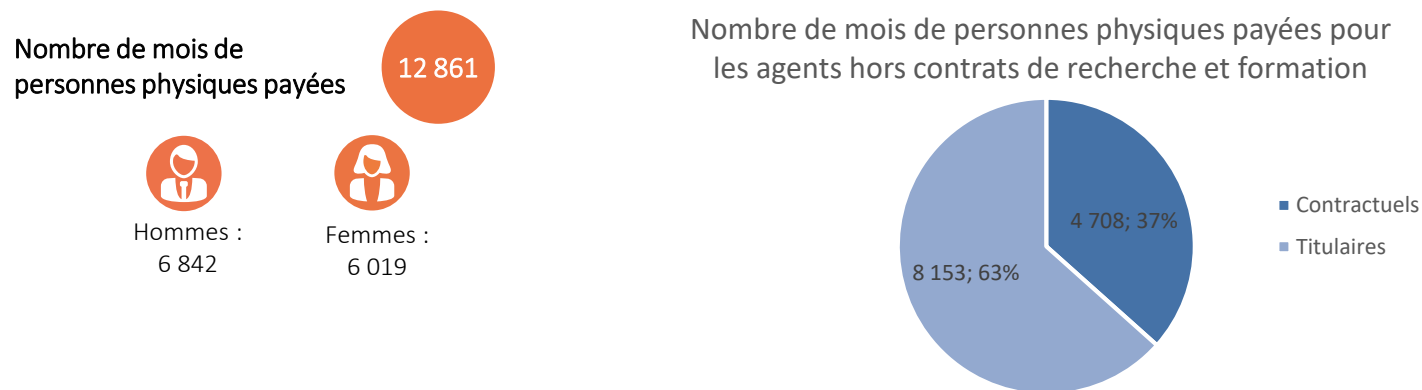 Nombre de mois de
personnes physiques payées
12 861
Hommes :
6 842
Femmes :
6 019
Nombre de mois de personnes physiques payées pour
les agents hors contrats de recherche et formation
4 708; 37%
8 153; 63%
Contractuels
Titulaires